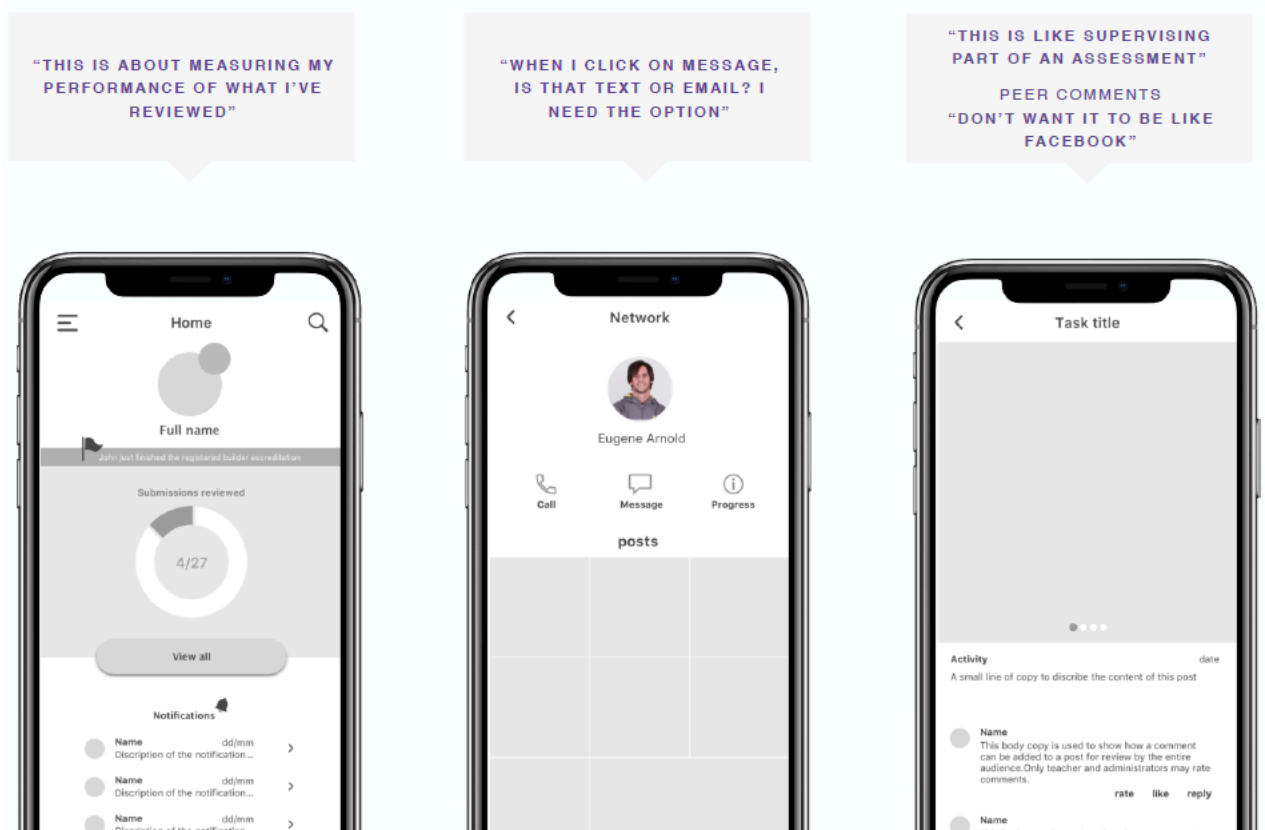 “THIS IS ABOUT MEASURING MY
PERFORMANCE OF WHAT I’VE
REVIEWED”
“WHEN I CLICK ON MESSAGE,
IS THAT TEXT OR EMAIL? I
NEED THE OPTION”
“THIS IS LIKE SUPERVISING
PART OF AN ASSESSMENT”
PEER COMMENTS
“DON’T WANT IT TO BE LIKE
FACEBOOK”
Home
Full name
John just finished the registered builder accreditation
Submissions reviewed
4/27
View all
Notifications
Name dd/mm
Discription of the notification...
Name dd/mm
Discription of the notification...
Name dd/mm
Discription of the notification...
Network
Eugene Arnold
Call Message Progress
posts
Task title
Activity date
A small line of copy to discribe the content of this post
Name
This body copy is used to show how a comment
can be added to a post for review by the entire
audience.Only teacher and administrators may rate
comments.
rate like reply
Name